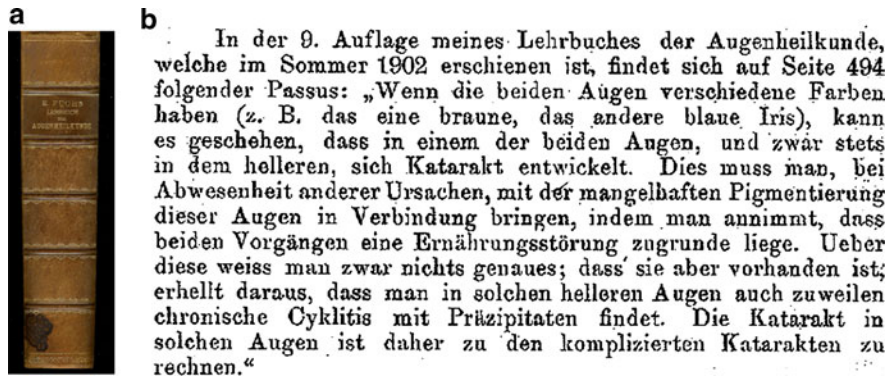 a
b
E. FUCHS
LEHRBUCH
DER
AUGENHEILKUNDE
In der 9. Auflage meines Lehrbuches der Augenheilkunde,
welche im Sommer 1902 erschienen ist, findet sich auf Seite 494
folgender Passus: „Wenn die beiden Augen verschiedene Farben
haben (z. B. das eine braune, das andere blaue Iris), kann
es geschehen, dass in einem der beiden Augen, und zwar stets
in dem helleren, sich Katarakt entwickelt. Dies muss man, bei
Abwesenheit anderer Ursachen, mit der mangelhaften Pigmentierung
dieser Augen in Verbindung bringen, indem man annimmt, dass
beiden Vorgängen eine Ernährungsstörung zugrunde liege. Ueber
diese weiss man zwar nichts genaues; dass sie aber vorhanden ist,
erhellt daraus, dass man in solchen helleren Augen auch zuweilen
chronische Cyklitis mit Präzipitaten findet. Die Katarakt in
solchen Augen ist daher zu den komplizierten Katarakten zu
rechnen.“